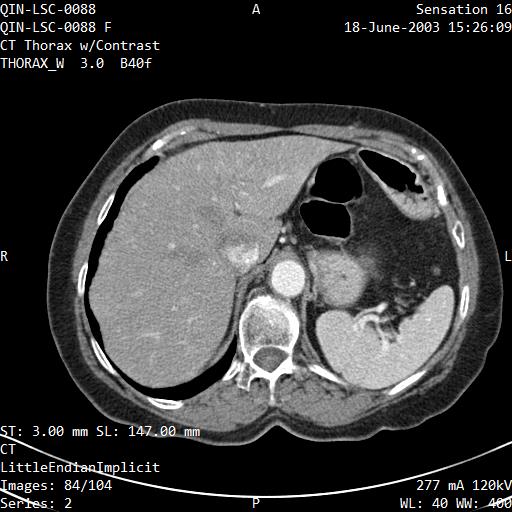 QIN-LSC-0088
A
Sensation 16
QIN-LSC-0088 F
18-June-2003 15:26:09
CT Thorax w/Contrast
THORAX_W 3.0 B40f
R
L
ST: 3.00 mm SL: 147.00 mm
CT
LittleEndianImplicit
Images: 84/104
277 mA 120kV
Series: 2
P
WL: 40 WW: 400